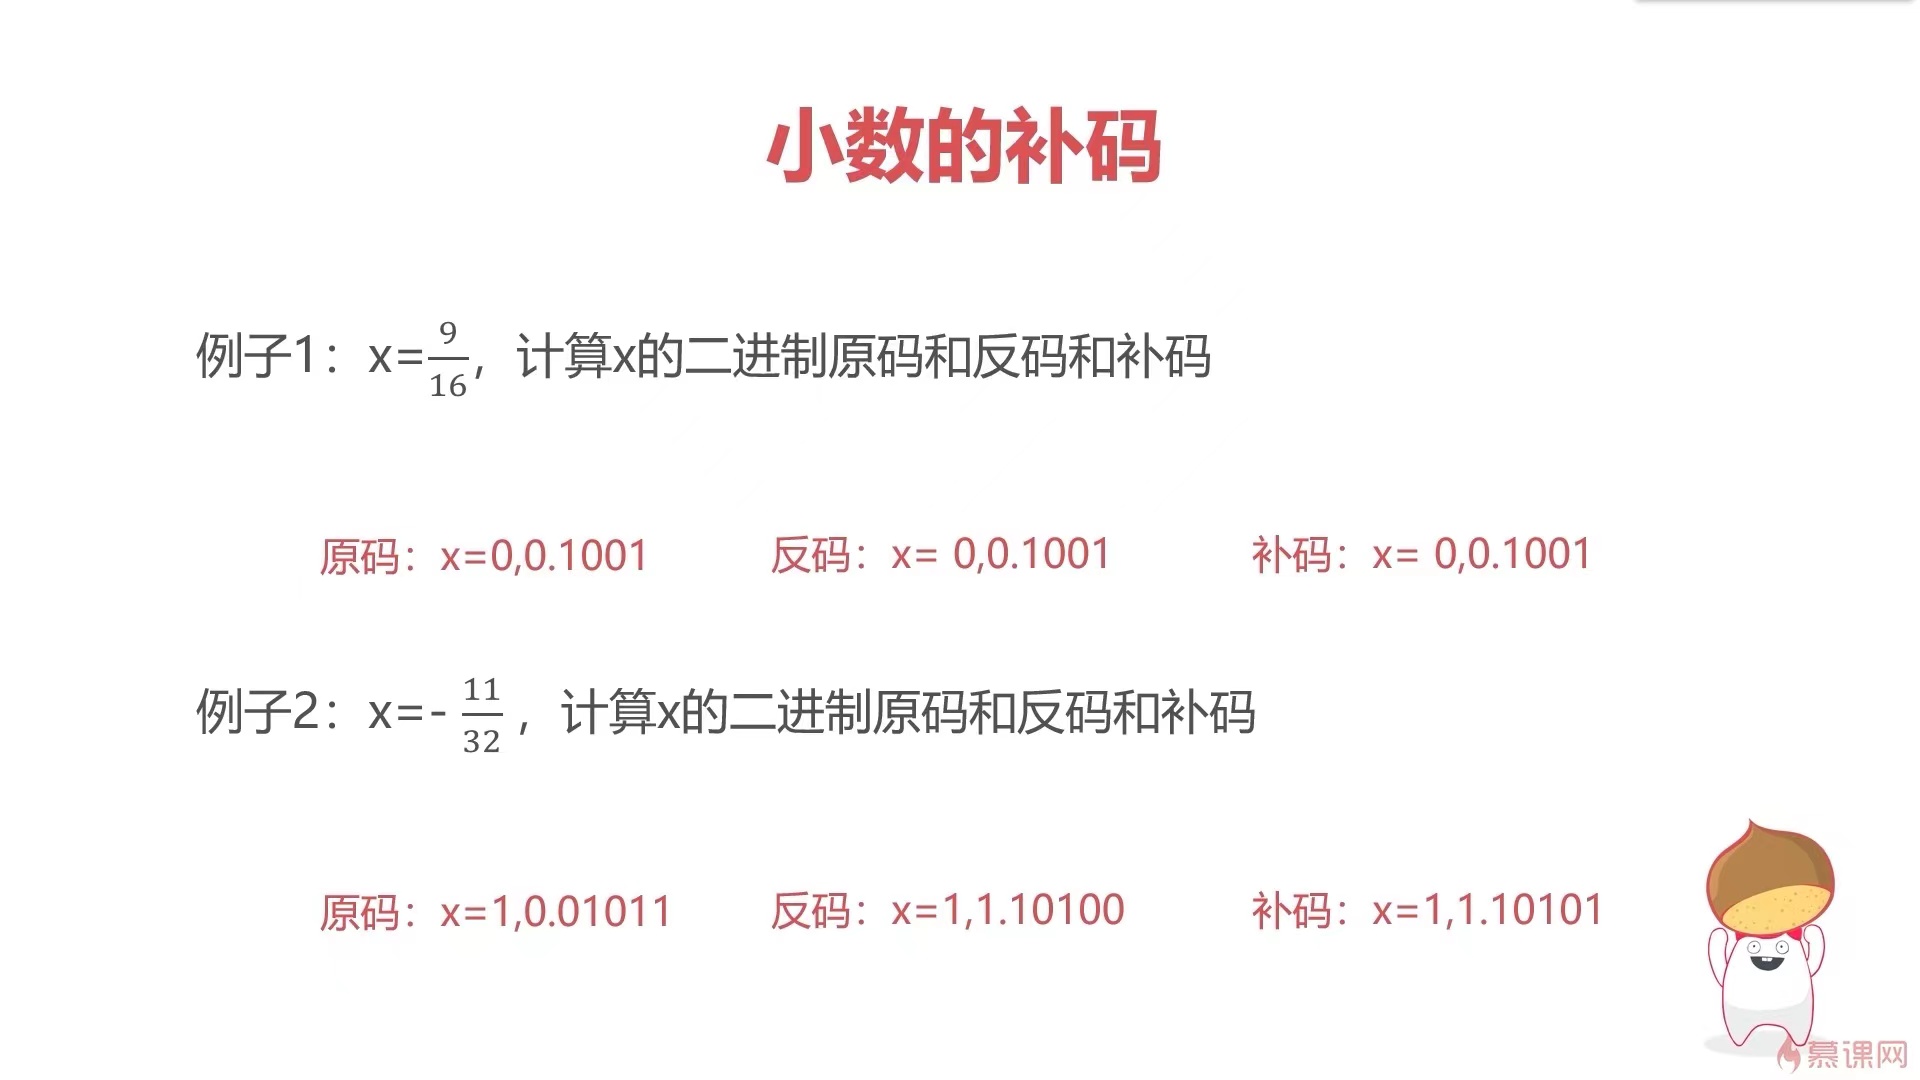 小数的补码
例子1：x=9/16，计算x的二进制原码和反码和补码
原码：x=0,0.1001 反码：x= 0,0.1001 补码：x= 0,0.1001
例子2：x=- 11/32 ，计算x的二进制原码和反码和补码
原码：x=1,0.01011 反码：x=1,1.10100 补码：x=1,1.10101
慕课网